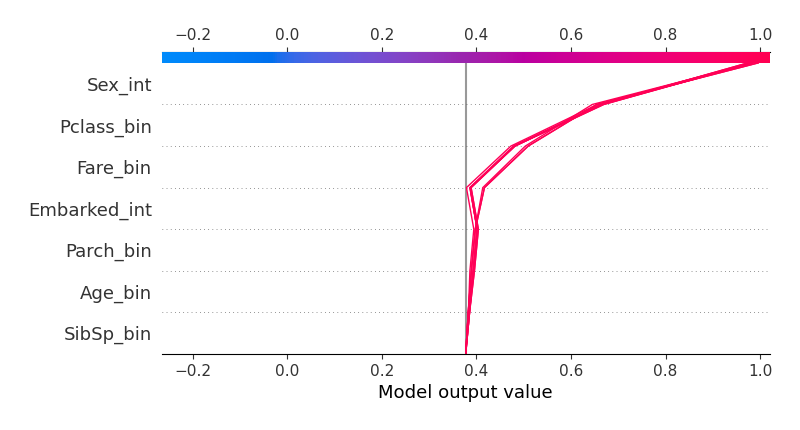 −0.2 0.0 0.2 0.4 0.6 0.8 1.0
Sex_int
Pclass_bin
Fare_bin
Embarked_int
Parch_bin
Age_bin
SibSp_bin
−0.2 0.0 0.2 0.4 0.6 0.8 1.0
Model output value